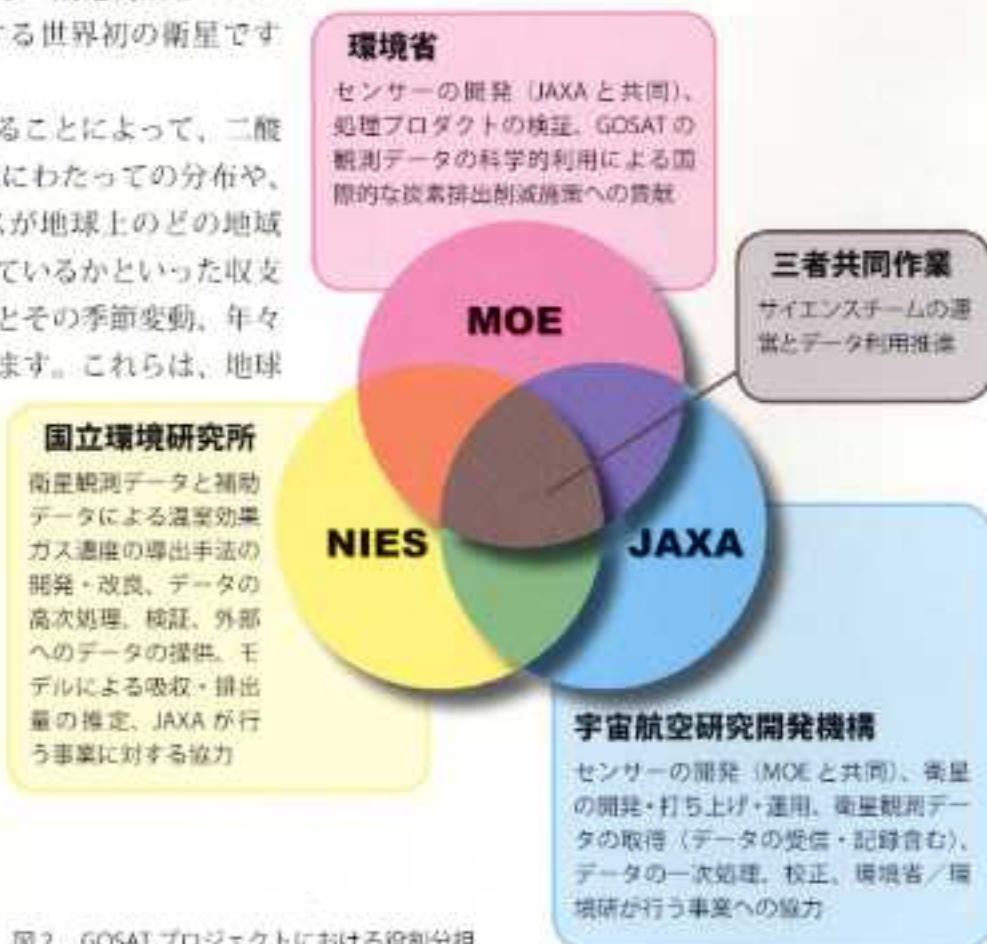 する世界初の衛星です
ることによって、二酸
にわたっての分布や、
スが地球上のどの地域
ているかといった収支
とその季節変動、年々
ます。これらは、地球
環境省
センサーの開発（JAXAと共同）、
処理プロダクトの検証、GOSATの
観測データの科学的利用による国
際的な炭素排出削減施策への貢献
三者共同作業
サイエンスチームの運
営とデータ利用推進
MOE
NIES
JAXA
国立環境研究所
衛星観測データと補助
データによる温室効果
ガス濃度の導出手法の
開発・改良、データの
高次処理、検証、外部
へのデータの提供、モ
デルによる吸収・排出
量の推定、JAXAが行
う事業に対する協力
宇宙航空研究開発機構
センサーの開発（MOEと共同）、衛星
の開発・打ち上げ・運用、衛星観測デー
タの取得（データの受信・記録含む）、
データの一次処理、校正、環境省／環
境研が行う事業への協力
図2 GOSATプロジェクトにおける役割分担